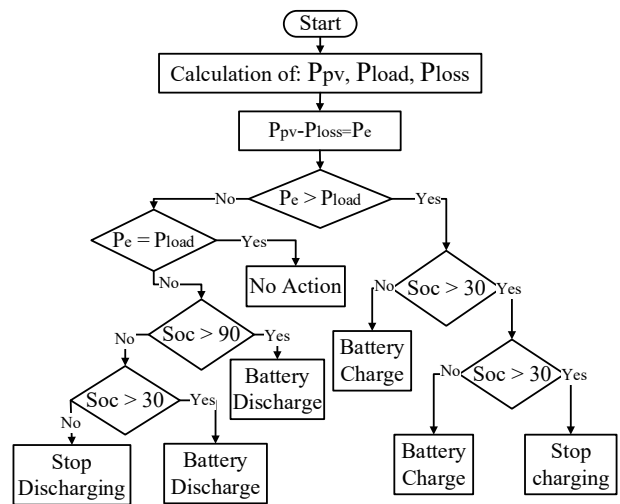 Start
Calculation of: Ppv, Pload, Ploss
Ppv-Ploss=Pe
No
Pe > Pload
Yes
Pe = Pload
Yes
No Action
No
Soc > 90
No
Yes
Battery
Discharge
Soc > 30
Yes
No
Stop
Discharging
Battery
Discharge
Soc > 30
No
Yes
Battery
Charge
Soc > 30
No
Yes
Battery
Charge
Stop
charging